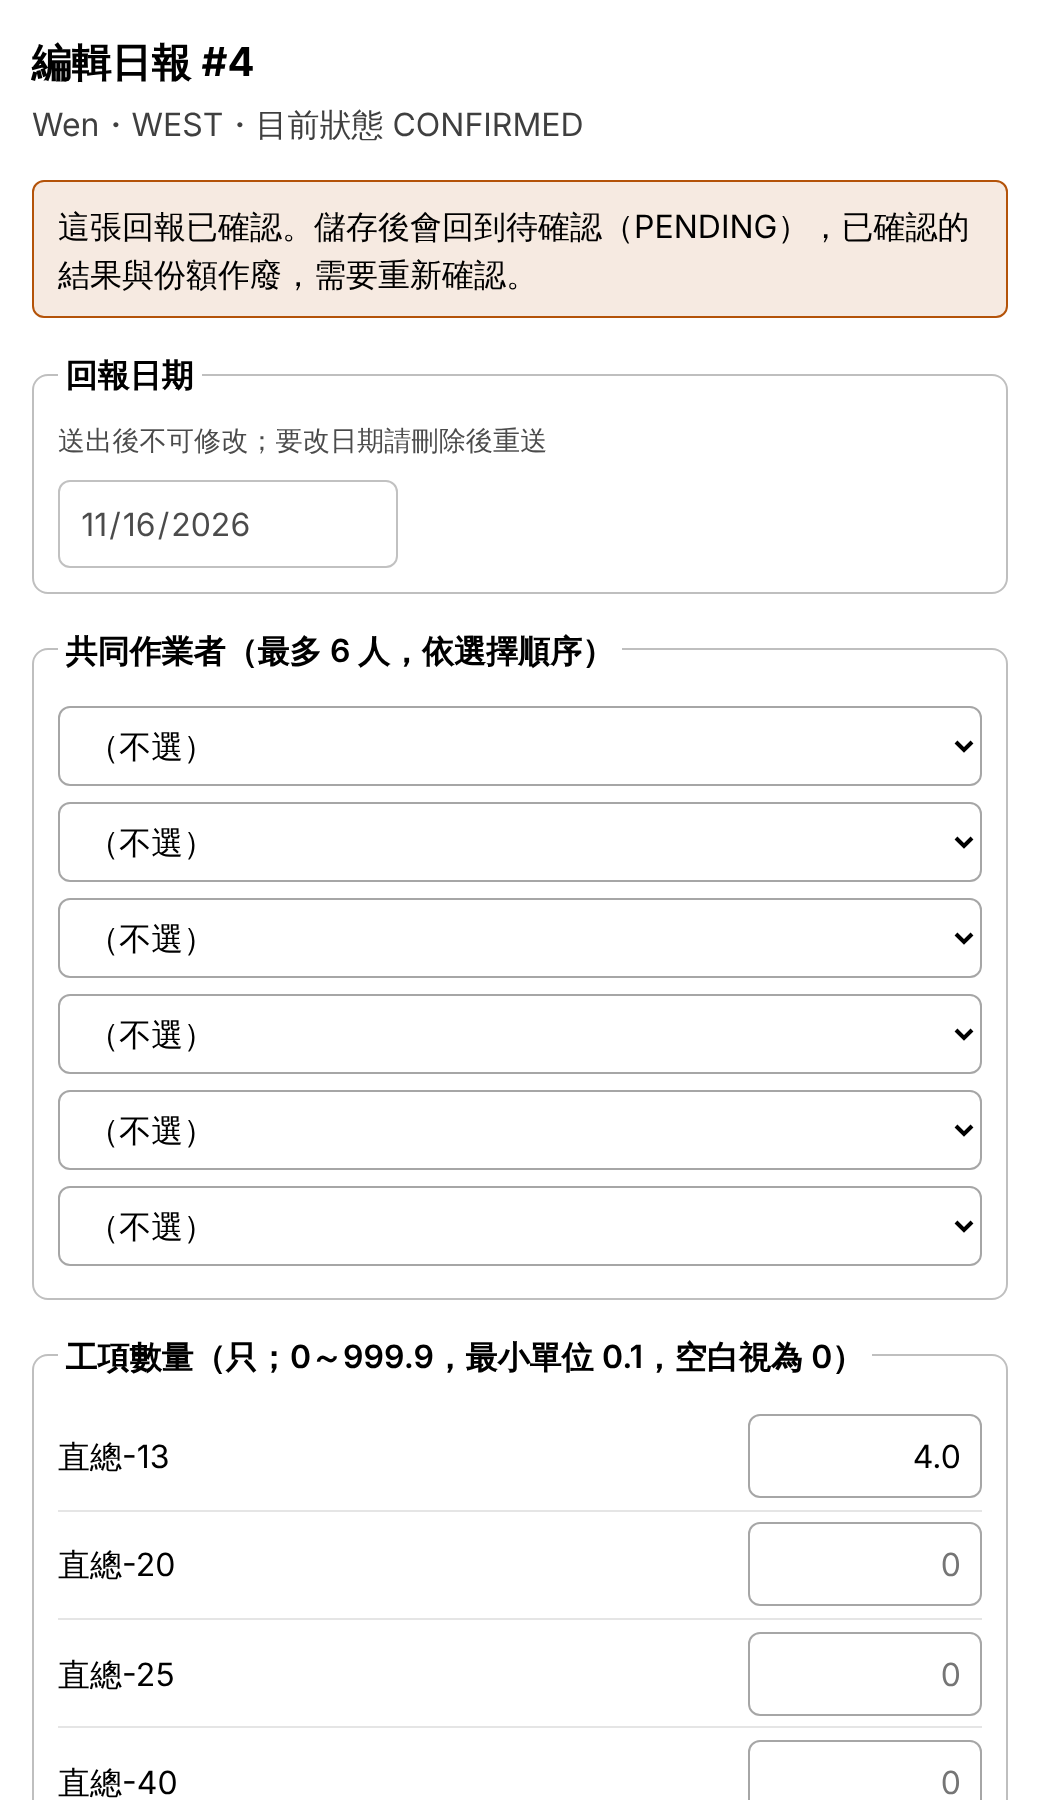 編輯日報 #4
Wen・WEST・目前狀態 CONFIRMED
這張回報已確認。儲存後會回到待確認（PENDING），已確認的
結果與份額作廢，需要重新確認。
回報日期
送出後不可修改；要改日期請刪除後重送
11/16/2026
共同作業者（最多 6 人，依選擇順序）
（不選）
（不選）
（不選）
（不選）
（不選）
（不選）
工項數量（只；0～999.9，最小單位 0.1，空白視為 0）
直總-13 4.0
直總-20 0
直總-25 0
直總-40 0